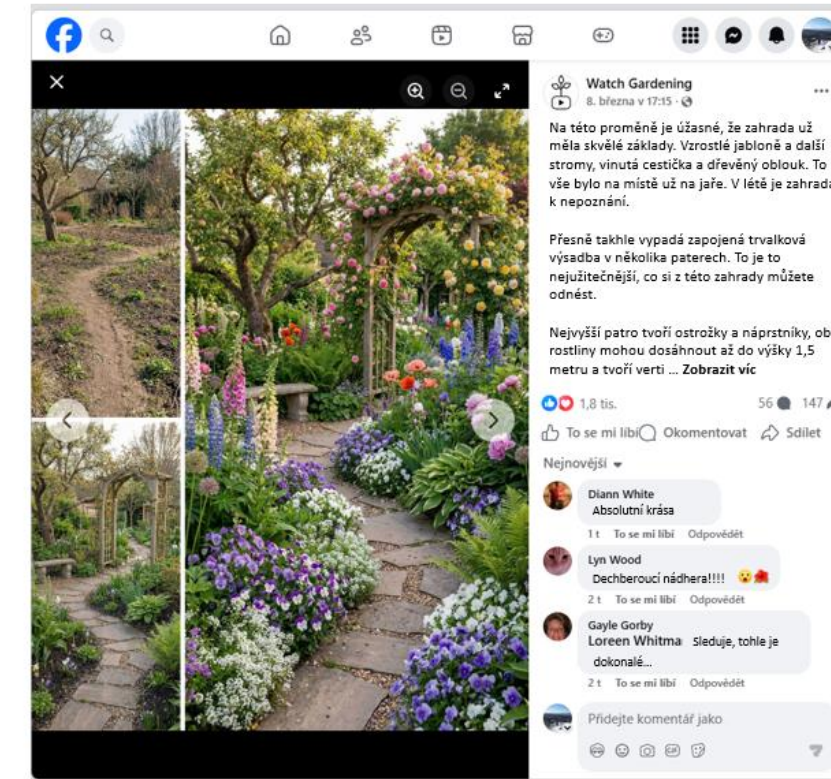 Watch Gardening
8. března v 17:15
Na této proměně je úžasné, že zahrada už
měla skvělé základy. Vzrostlé jabloně a další
stromy, vinutá cestička a dřevěný oblouk. To
vše bylo na místě už na jaře. V létě je zahrada
k nepoznání.
Přesně takhle vypadá zapojená trvalková
výsadba v několika paterech. To je to
nejužitečnější, co si z této zahrady můžete
odnést.
Nejvyšší patro tvoří ostrožky a náprstníky, ob
rostliny mohou dosáhnout až do výšky 1,5
metru a tvoří verti ... Zobrazit víc
1,8 tis. 56 147
To se mi líbí Okomentovat Sdílet
Nejnovější
Diann White
Absolutní krása
1 t To se mi líbí Odpovědět
Lyn Wood
Dechberoucí nádhera!!!!
2 t To se mi líbí Odpovědět
Gayle Gorby
Loreen Whitma Sleduje, tohle je
dokonalé...
2 t To se mi líbí Odpovědět
Přidejte komentář jako
GIF